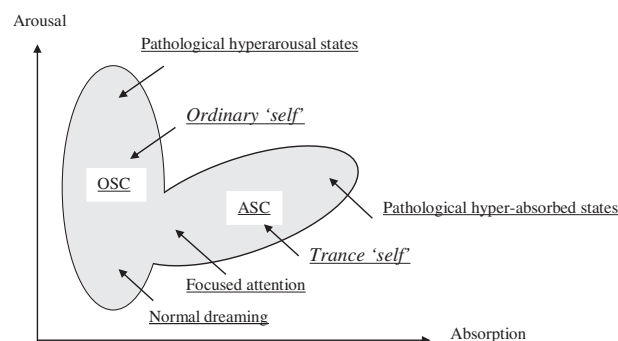 Arousal
Pathological hyperarousal states
Ordinary ‘self’
OSC
ASC
Pathological hyper-absorbed states
Trance ‘self’
Focused attention
Normal dreaming
Absorption